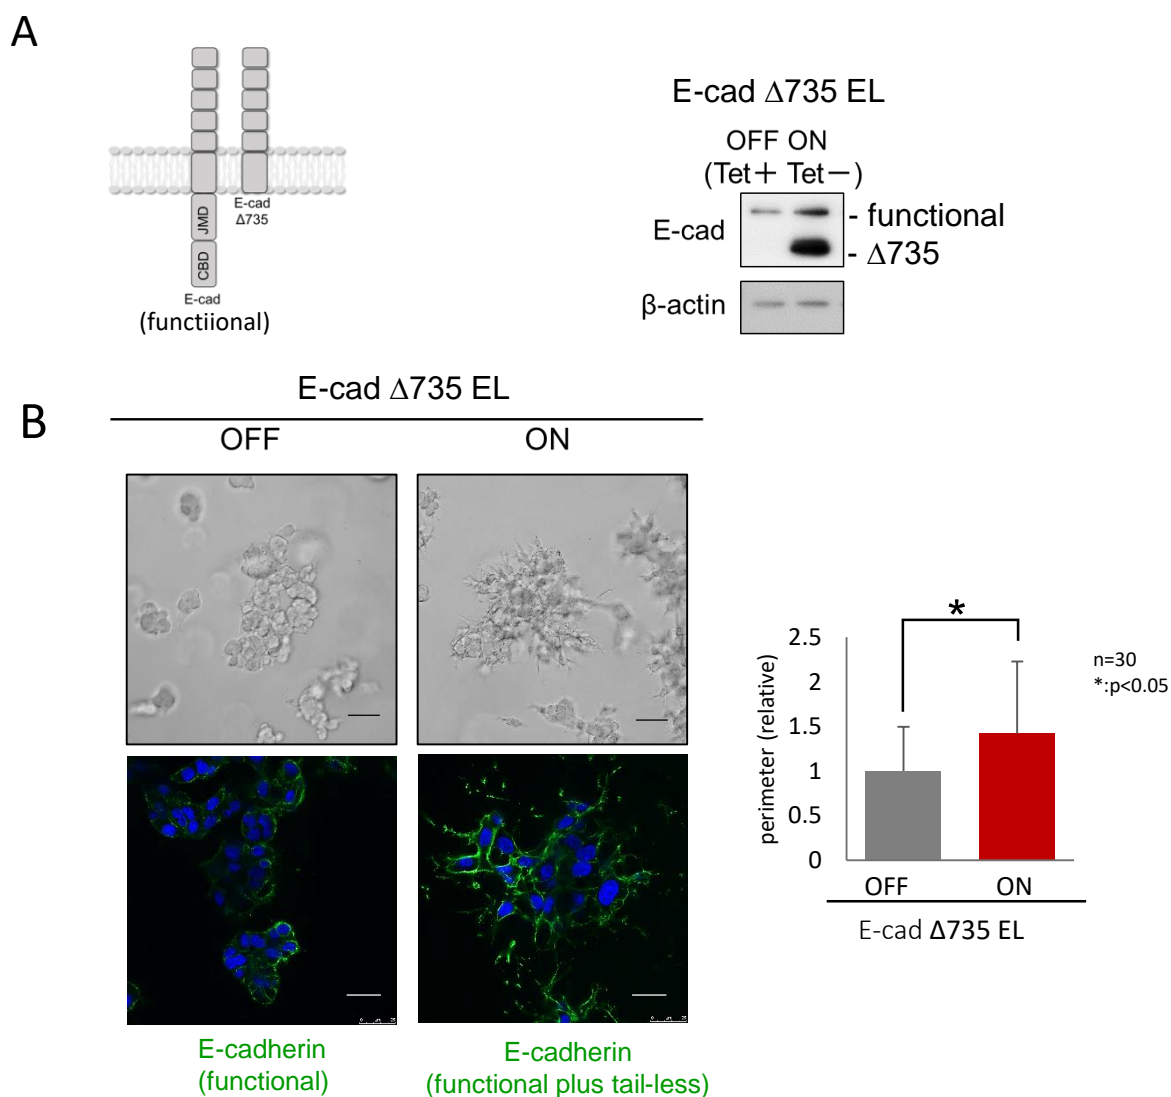 A
JMD
CBD
E-cad
Δ735
E-cad
(functiional)
E-cad Δ735 EL
OFF ON
(Tet+ Tet−)
E-cad
- functional
- Δ735
β-actin
E-cad Δ735 EL
B
OFF
ON
E-cadherin
(functional)
E-cadherin
(functional plus tail-less)
*
n=30
*:p<0.05
perimeter (relative)
2.5
2
1.5
1
0.5
0
OFF
ON
E-cad Δ735 EL